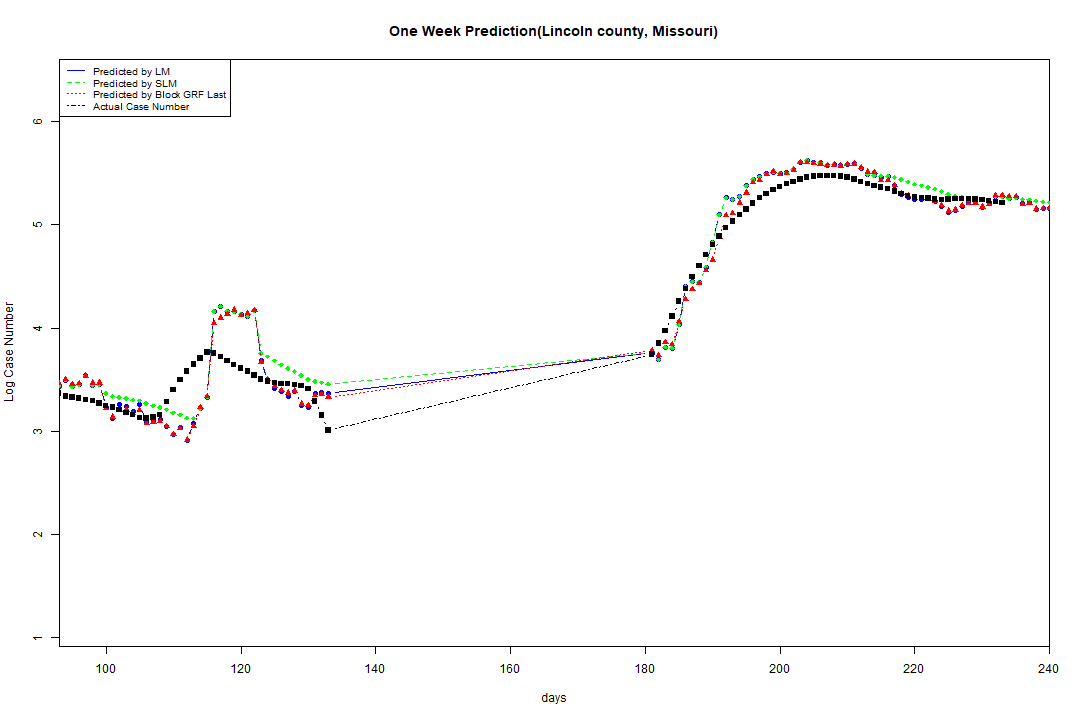 One Week Prediction(Lincoln county, Missouri)
Predicted by LM
Predicted by SLM
Predicted by Block GRF Last
Actual Case Number
Log Case Number
6
5
4
3
2
1
100 120 140 160 180 200 220 240
days